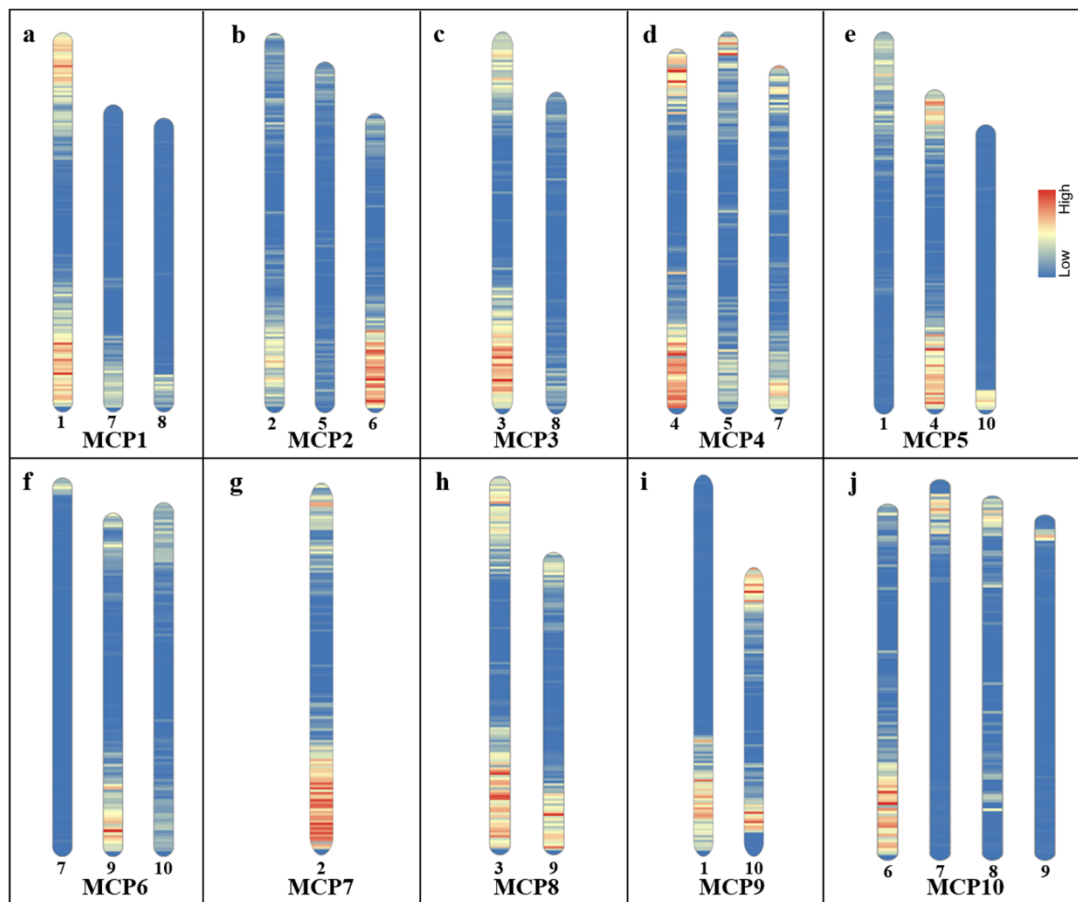 a
b
c
d
e
1 7 8
MCP1
2 5 6
MCP2
3 8
MCP3
4 5 7
MCP4
1 4 10
MCP5
High
Low
f
g
h
i
j
7 9 10
MCP6
2
MCP7
3 9
MCP8
1 10
MCP9
6 7 8 9
MCP10